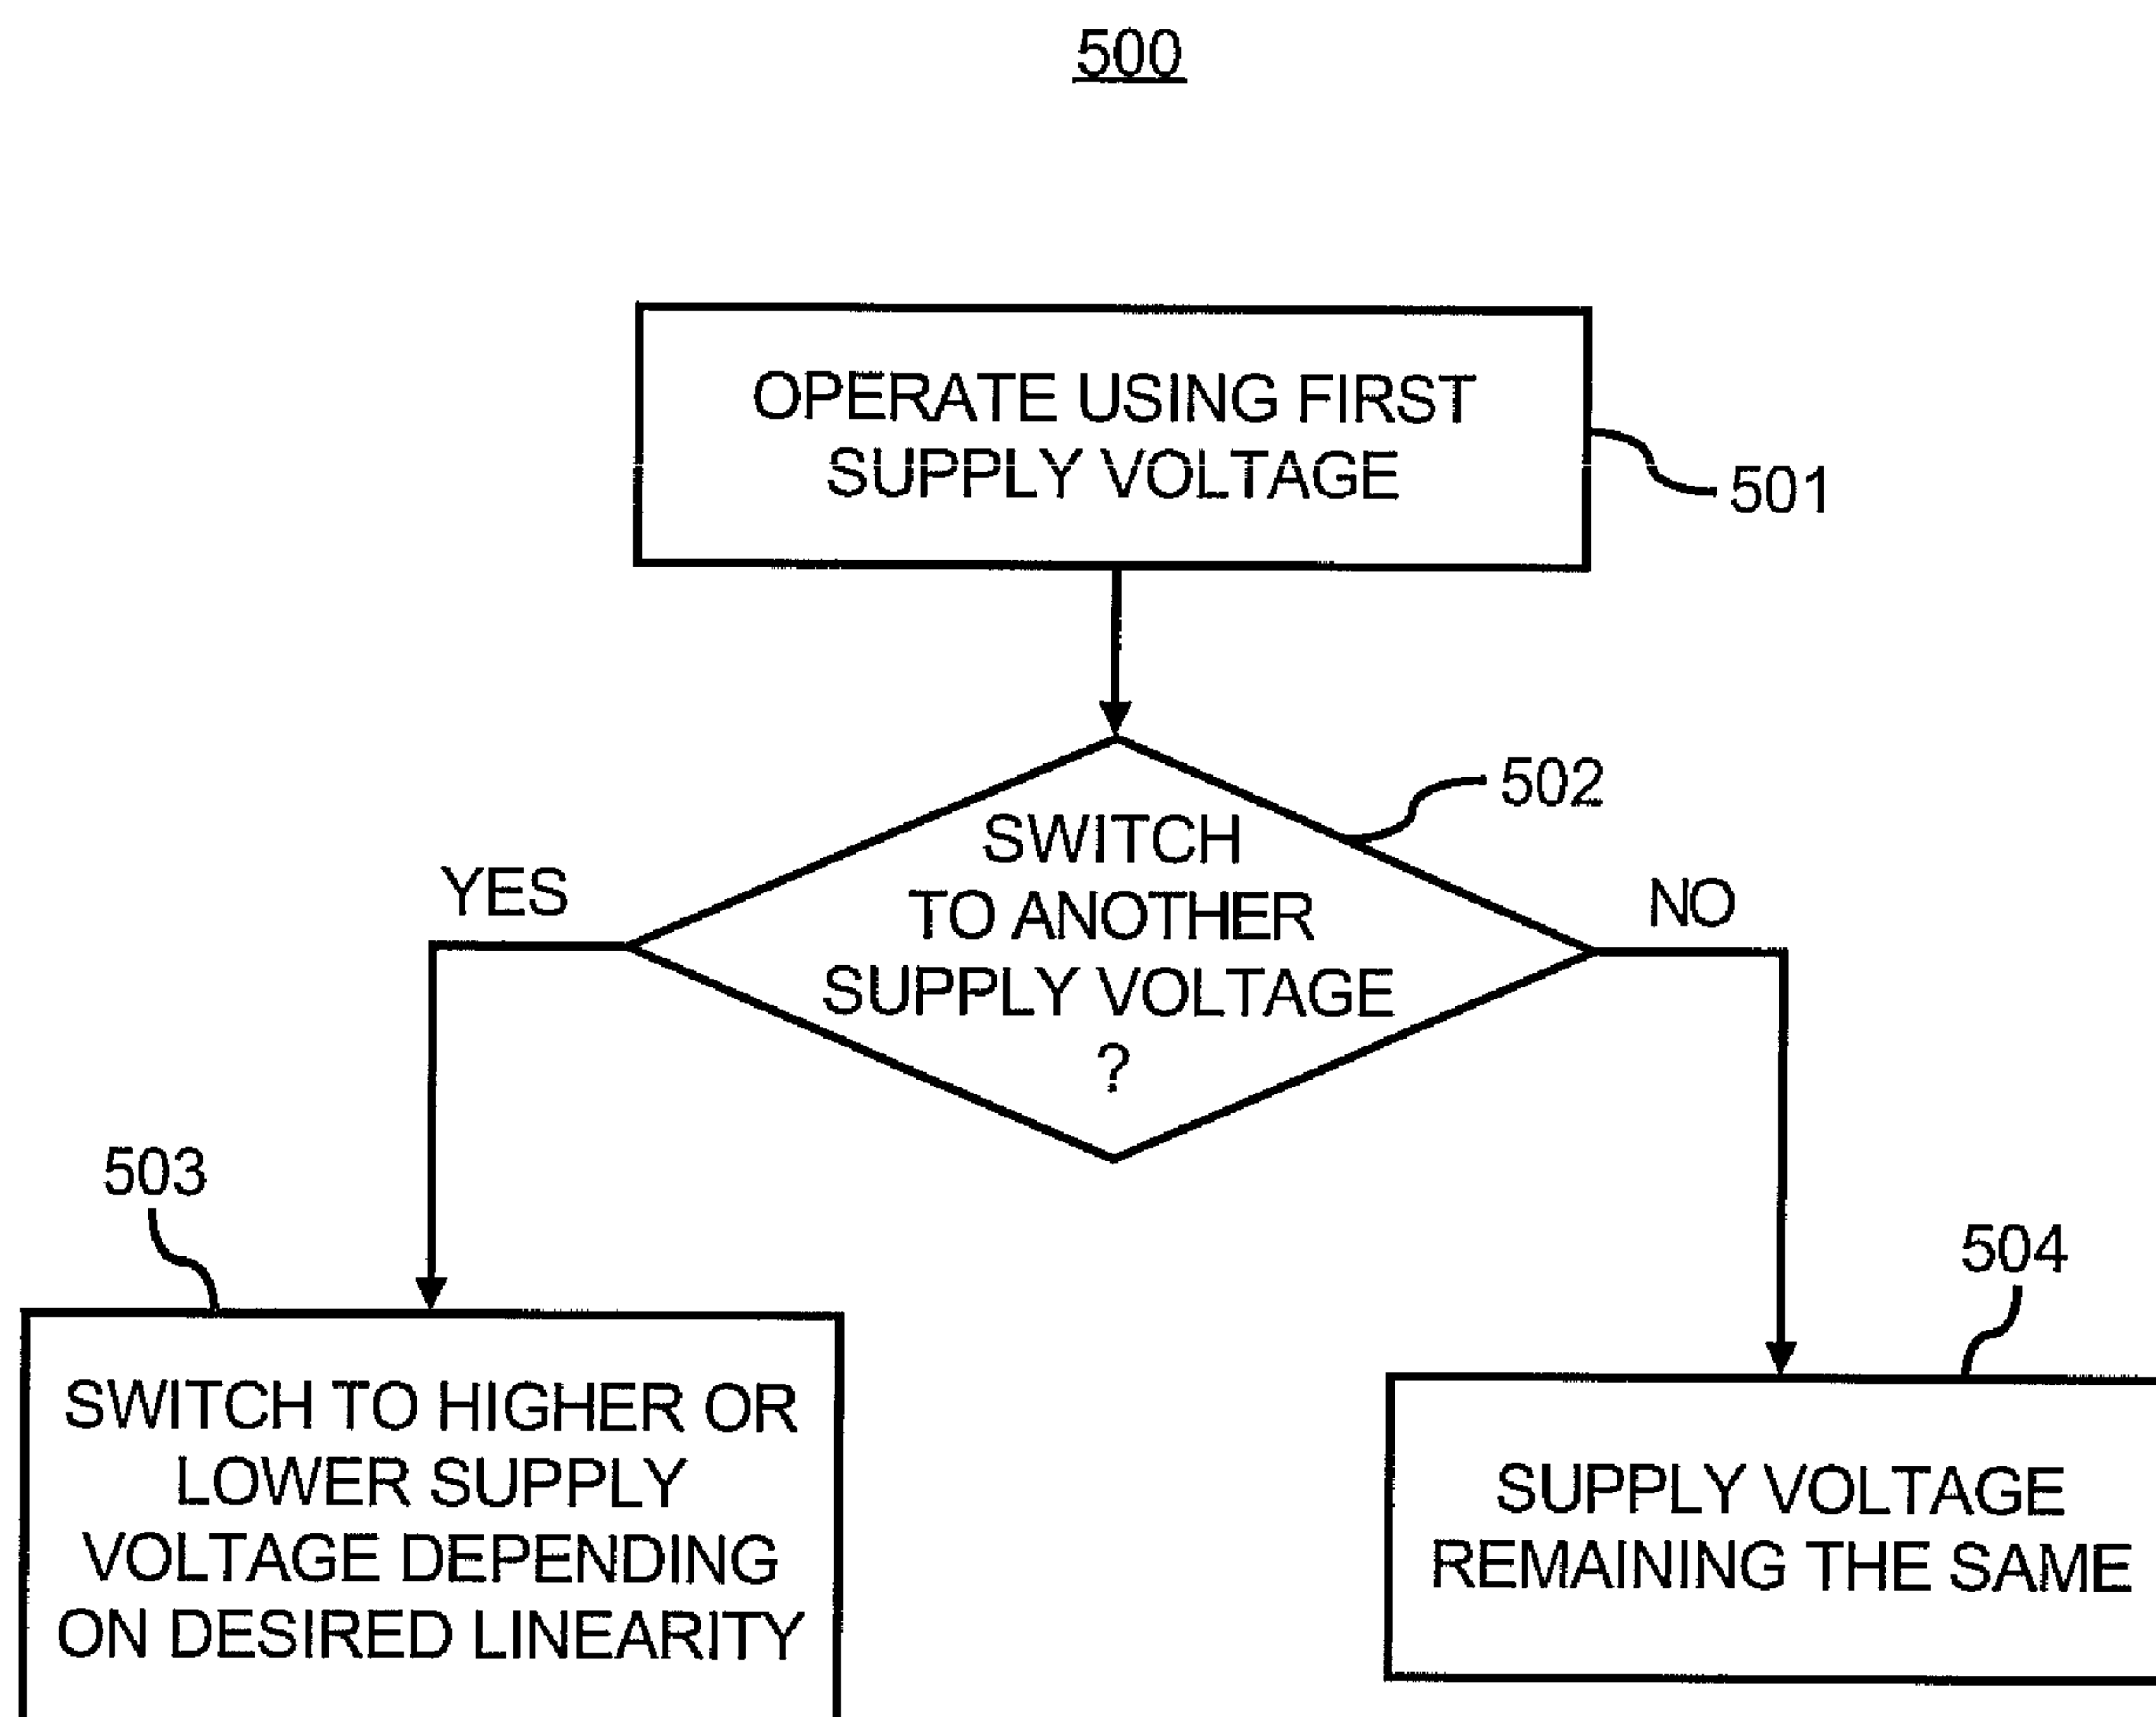 500
OPERATE USING FIRST
SUPPLY VOLTAGE
501
502
SWITCH
TO ANOTHER
SUPPLY VOLTAGE
?
YES
NO
503
504
SWITCH TO HIGHER OR
LOWER SUPPLY
VOLTAGE DEPENDING
ON DESIRED LINEARITY
SUPPLY VOLTAGE
REMAINING THE SAME